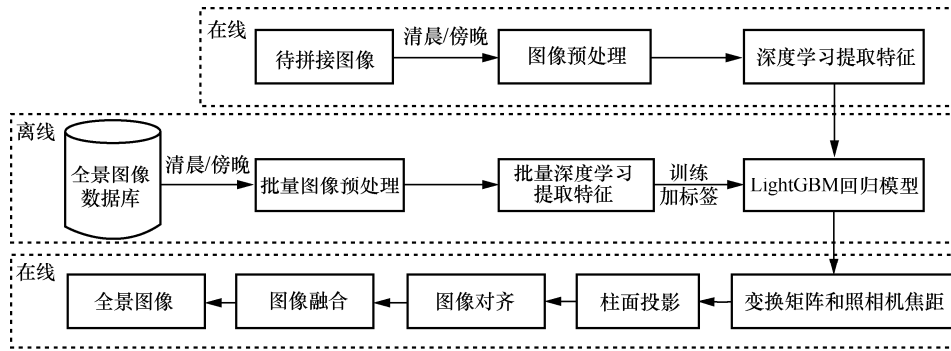 在线
待拼接图像
清晨/傍晚
图像预处理
深度学习提取特征
离线
全景图像
数据库
清晨/傍晚
批量图像预处理
批量深度学习
提取特征
训练
加标签
LightGBM回归模型
在线
全景图像
图像融合
图像对齐
柱面投影
变换矩阵和照相机焦距